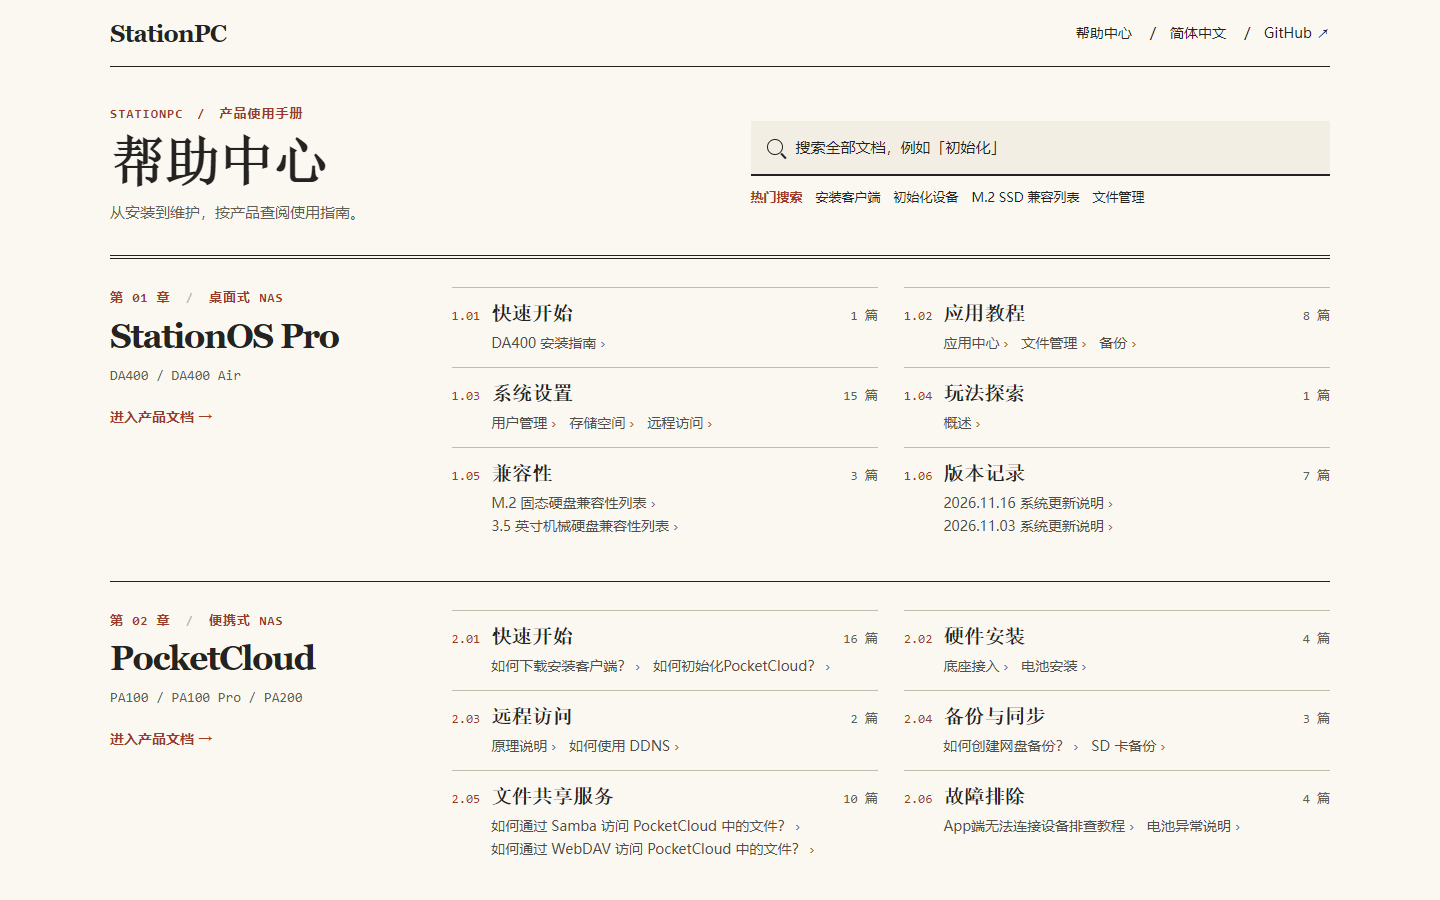 StationPC
帮助中心 / 简体中文 / GitHub ↗
STATIONPC / 产品使用手册
帮助中心
从安装到维护，按产品查阅使用指南。
搜索全部文档，例如「初始化」
热门搜索 安装客户端 初始化设备 M.2 SSD 兼容列表 文件管理
第 01 章 / 桌面式 NAS
StationOS Pro
DA400 / DA400 Air
进入产品文档 →
1.01 快速开始 1 篇
DA400 安装指南 ›
1.02 应用教程 8 篇
应用中心 › 文件管理 › 备份 ›
1.03 系统设置 15 篇
用户管理 › 存储空间 › 远程访问 ›
1.04 玩法探索 1 篇
概述 ›
1.05 兼容性 3 篇
M.2 固态硬盘兼容性列表 ›
3.5 英寸机械硬盘兼容性列表 ›
1.06 版本记录 7 篇
2026.11.16 系统更新说明 ›
2026.11.03 系统更新说明 ›
第 02 章 / 便携式 NAS
PocketCloud
PA100 / PA100 Pro / PA200
进入产品文档 →
2.01 快速开始 16 篇
如何下载安装客户端？ › 如何初始化PocketCloud？ ›
2.02 硬件安装 4 篇
底座接入 › 电池安装 ›
2.03 远程访问 2 篇
原理说明 › 如何使用 DDNS ›
2.04 备份与同步 3 篇
如何创建网盘备份？ › SD 卡备份 ›
2.05 文件共享服务 10 篇
如何通过 Samba 访问 PocketCloud 中的文件？ ›
如何通过 WebDAV 访问 PocketCloud 中的文件？ ›
2.06 故障排除 4 篇
App端无法连接设备排查教程 › 电池异常说明 ›